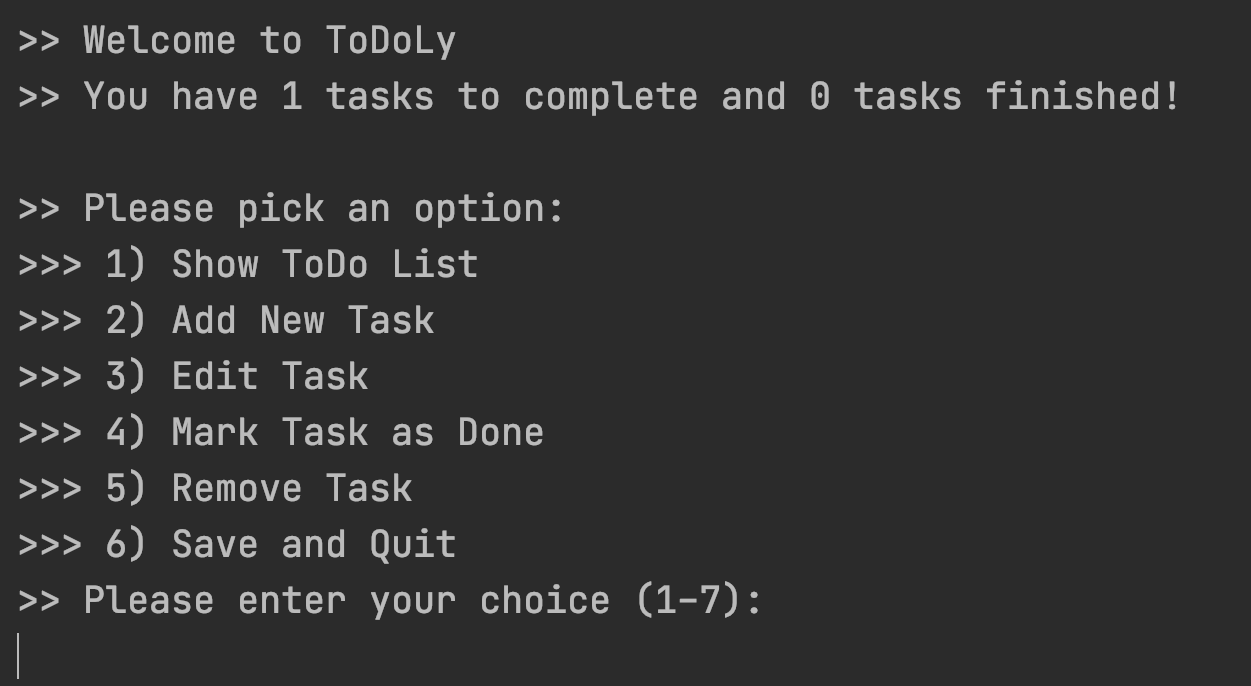 >> Welcome to ToDoLy
>> You have 1 tasks to complete and 0 tasks finished!
>> Please pick an option:
>>> 1) Show ToDo List
>>> 2) Add New Task
>>> 3) Edit Task
>>> 4) Mark Task as Done
>>> 5) Remove Task
>>> 6) Save and Quit
>> Please enter your choice (1-7):